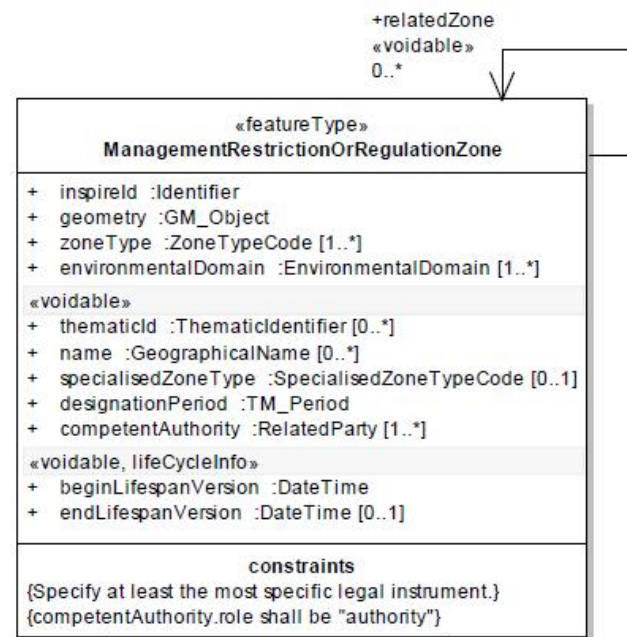 +relatedZone
«voidable»
0..*
«featureType»
ManagementRestrictionOrRegulationZone
+ inspireId :Identifier
+ geometry :GM_Object
+ zoneType :ZoneTypeCode [1..*]
+ environmentalDomain :EnvironmentalDomain [1..*]
«voidable»
+ thematicId :ThematicIdentifier [0..*]
+ name :GeographicalName [0..*]
+ specialisedZoneType :SpecialisedZoneTypeCode [0..1]
+ designationPeriod :TM_Period
+ competentAuthority :RelatedParty [1..*]
«voidable, lifeCycleInfo»
+ beginLifespanVersion :DateTime
+ endLifespanVersion :DateTime [0..1]
constraints
{Specify at least the most specific legal instrument.}
{competentAuthority.role shall be "authority"}